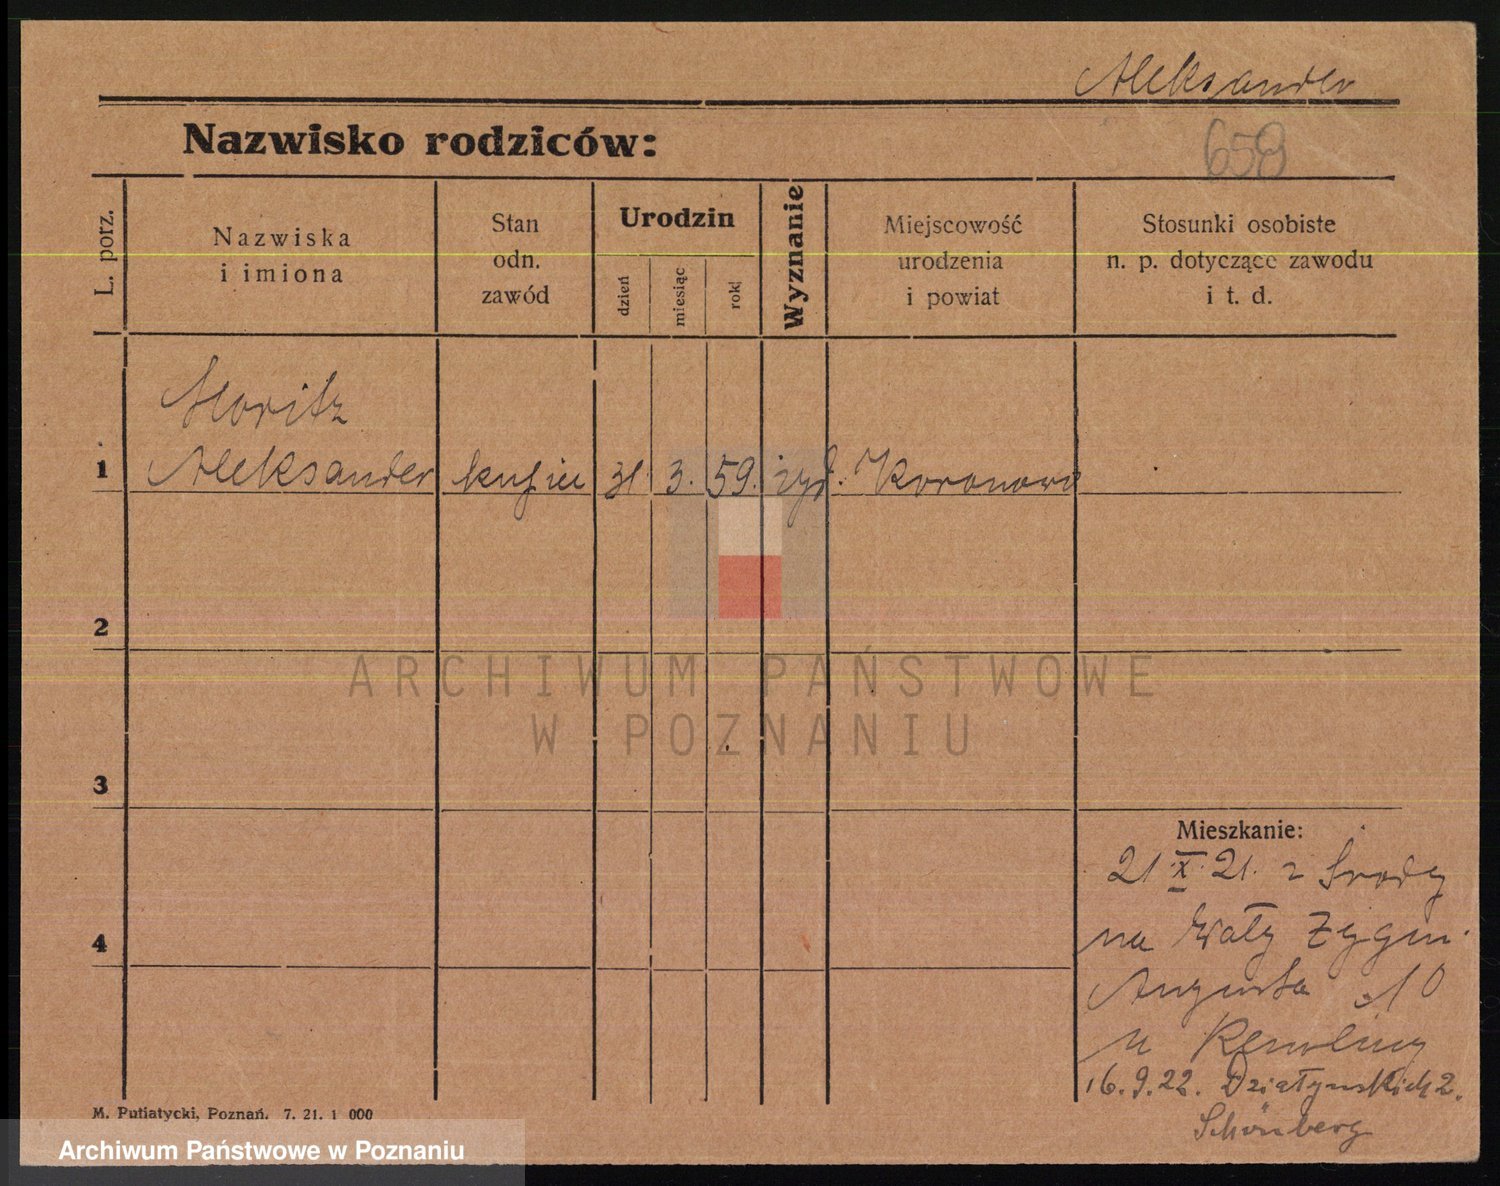 Aleksander
Nazwisko rodziców:
658
L. porz.
Nazwiska
i imiona
Stan
odn.
zawód
Urodzin
dzień
miesiąc
rok
Wyznanie
Miejscowość
urodzenia
i powiat
Stosunki osobiste
n. p. dotyczące zawodu
i t. d.
Moritz
1 Aleksander kupiec 31. 3. 59. żyd. Koronowo
2
ARCHIWUM PAŃSTWOWE
W POZNANIU
3
Mieszkanie:
21 X 21. z Środy
na Wały Zygm.
4
Augusta 10
u
16.9.22. Działyńskich 2.
Schönberg
M. Putiatycki, Poznań. 7. 21. 1 000
Archiwum Państwowe w Poznaniu